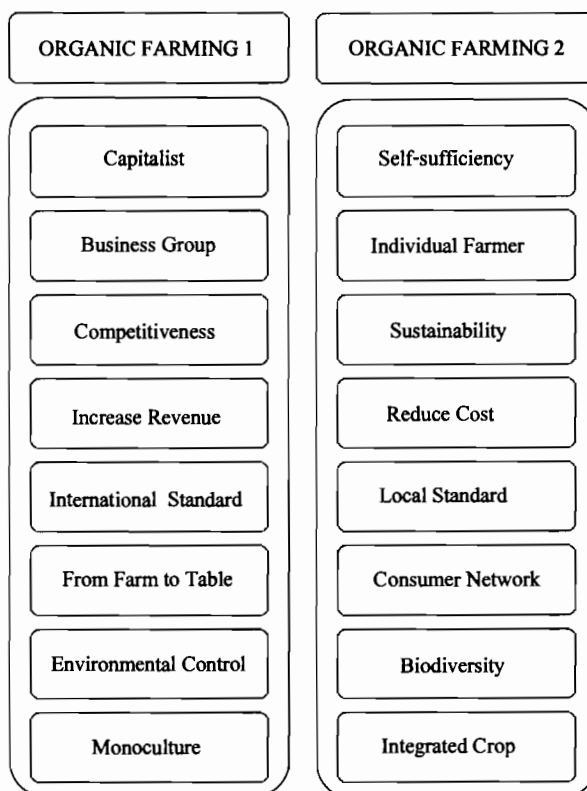 ORGANIC FARMING 1
Capitalist
Business Group
Competitiveness
Increase Revenue
International Standard
From Farm to Table
Environmental Control
Monoculture
ORGANIC FARMING 2
Self-sufficiency
Individual Farmer
Sustainability
Reduce Cost
Local Standard
Consumer Network
Biodiversity
Integrated Crop